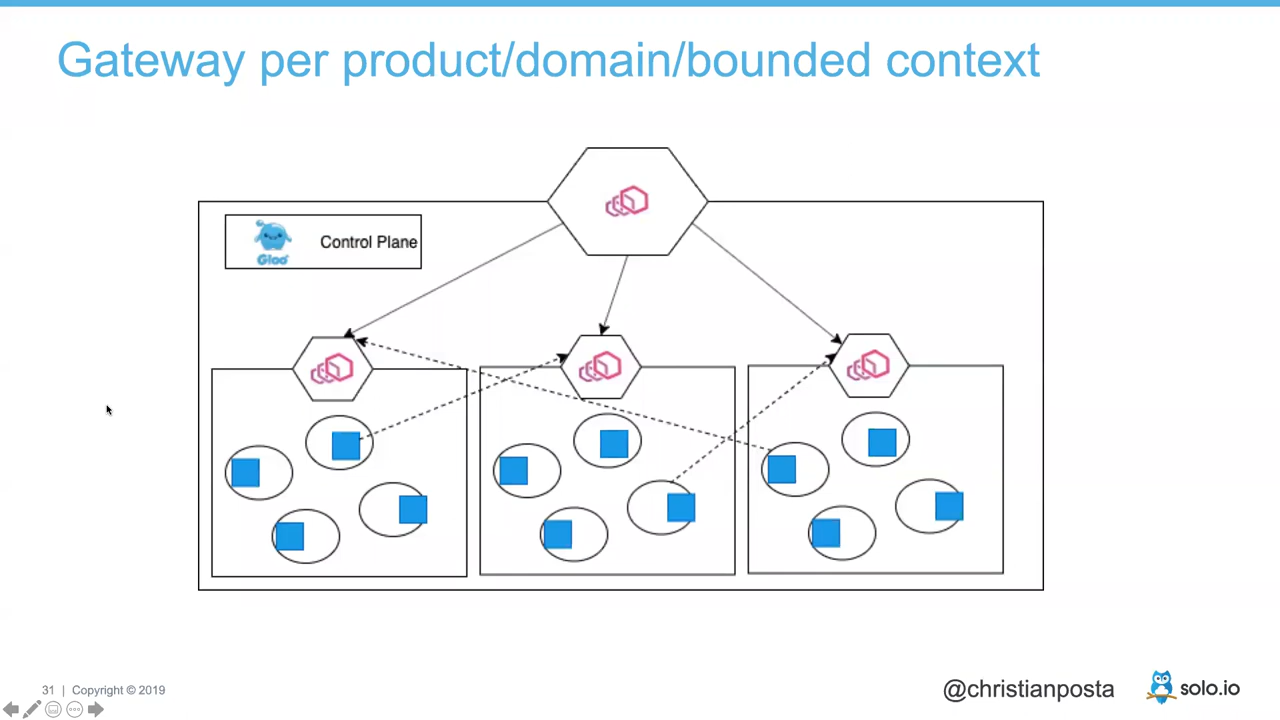 Gateway per product/domain/bounded context
Gloo
Control Plane
31 | Copyright © 2019
@christianposta
solo.io